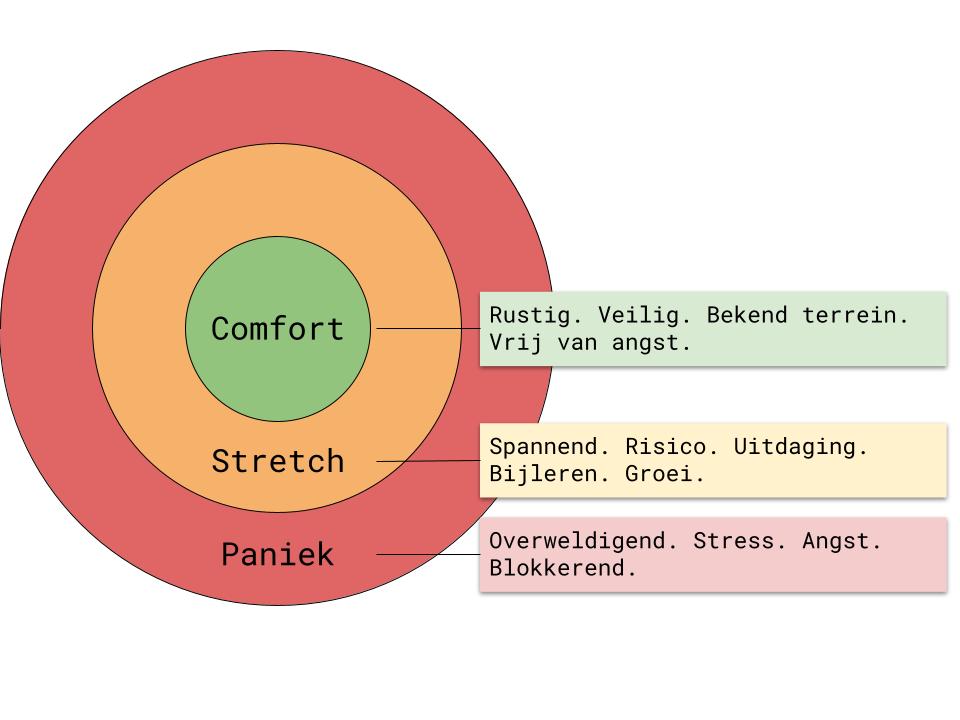 Comfort
Rustig. Veilig. Bekend terrein.
Vrij van angst.
Stretch
Spannend. Risico. Uitdaging.
Bijleren. Groei.
Paniek
Overweldigend. Stress. Angst.
Blokkerend.